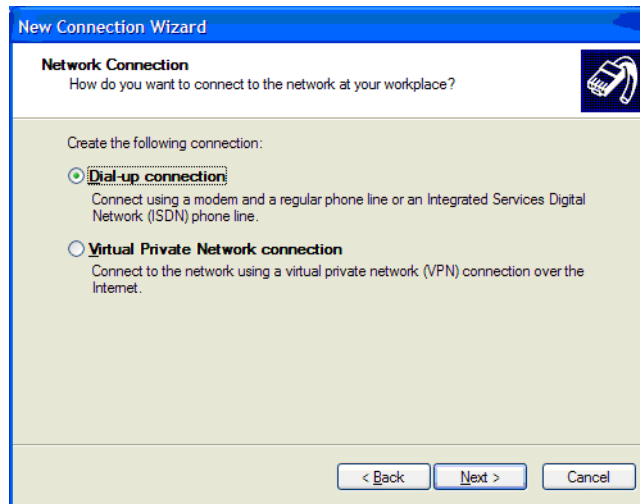 New Connection Wizard
Network Connection
How do you want to connect to the network at your workplace?
Create the following connection:
Dial-up connection
Connect using a modem and a regular phone line or an Integrated Services Digital
Network (ISDN) phone line.
Virtual Private Network connection
Connect to the network using a virtual private network (VPN) connection over the
Internet.
< Back
Next >
Cancel